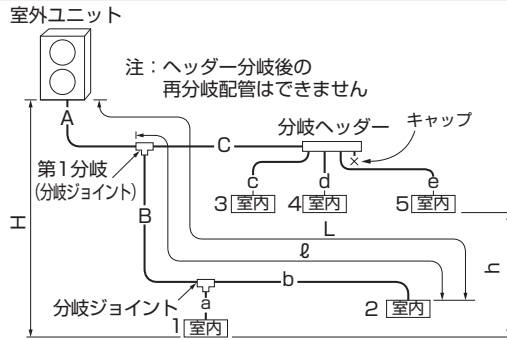 室外ユニット
注：ヘッダー分岐後の
再分岐配管はできません
A
C
分岐ヘッダー
キャップ
第1分岐
(分岐ジョイント)
c
d
e
3 室内
4 室内
5 室内
B
H
L
ℓ
h
b
分岐ジョイント
a
1 室内
2 室内